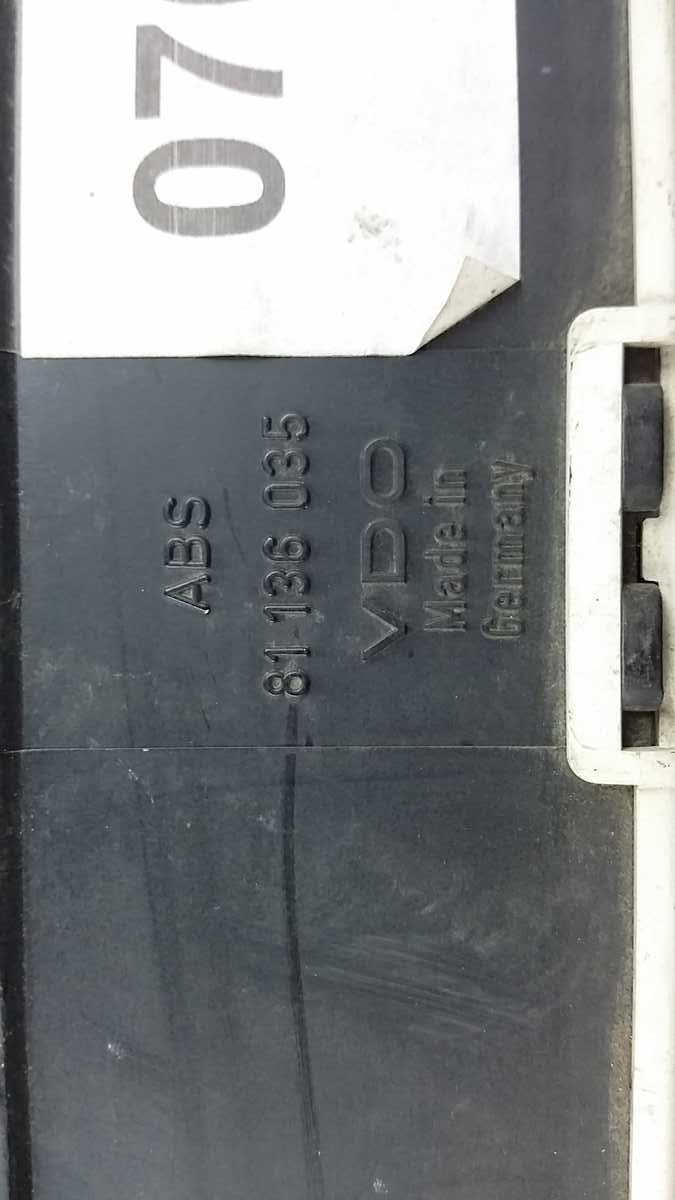 07
ABS
81 136 035
VDO
Made in
Germany